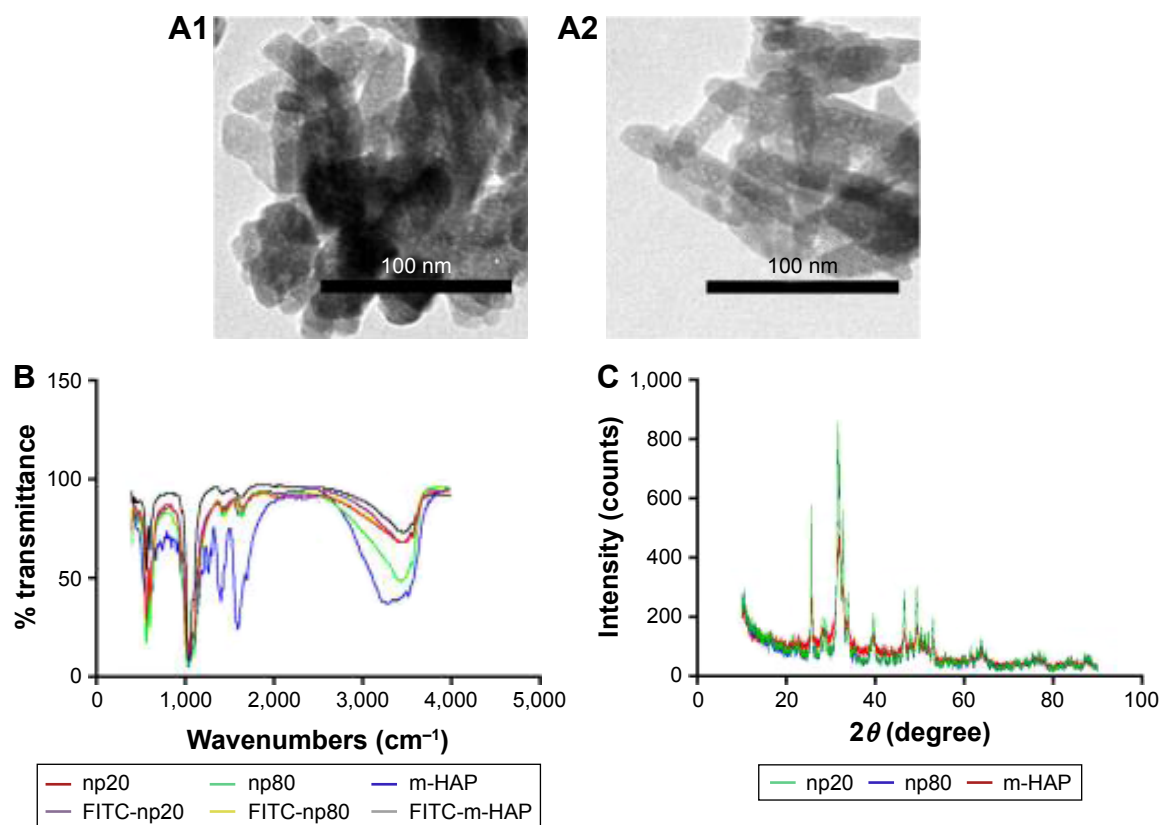 A1
A2
100 nm
100 nm
B
150
100
50
0
% transmittance
0
1,000
2,000
3,000
4,000
5,000
Wavenumbers (cm⁻¹)
np20
np80
m-HAP
FITC-np20
FITC-np80
FITC-m-HAP
C
1,000
800
600
400
200
0
Intensity (counts)
0
20
40
60
80
100
2θ (degree)
np20
np80
m-HAP